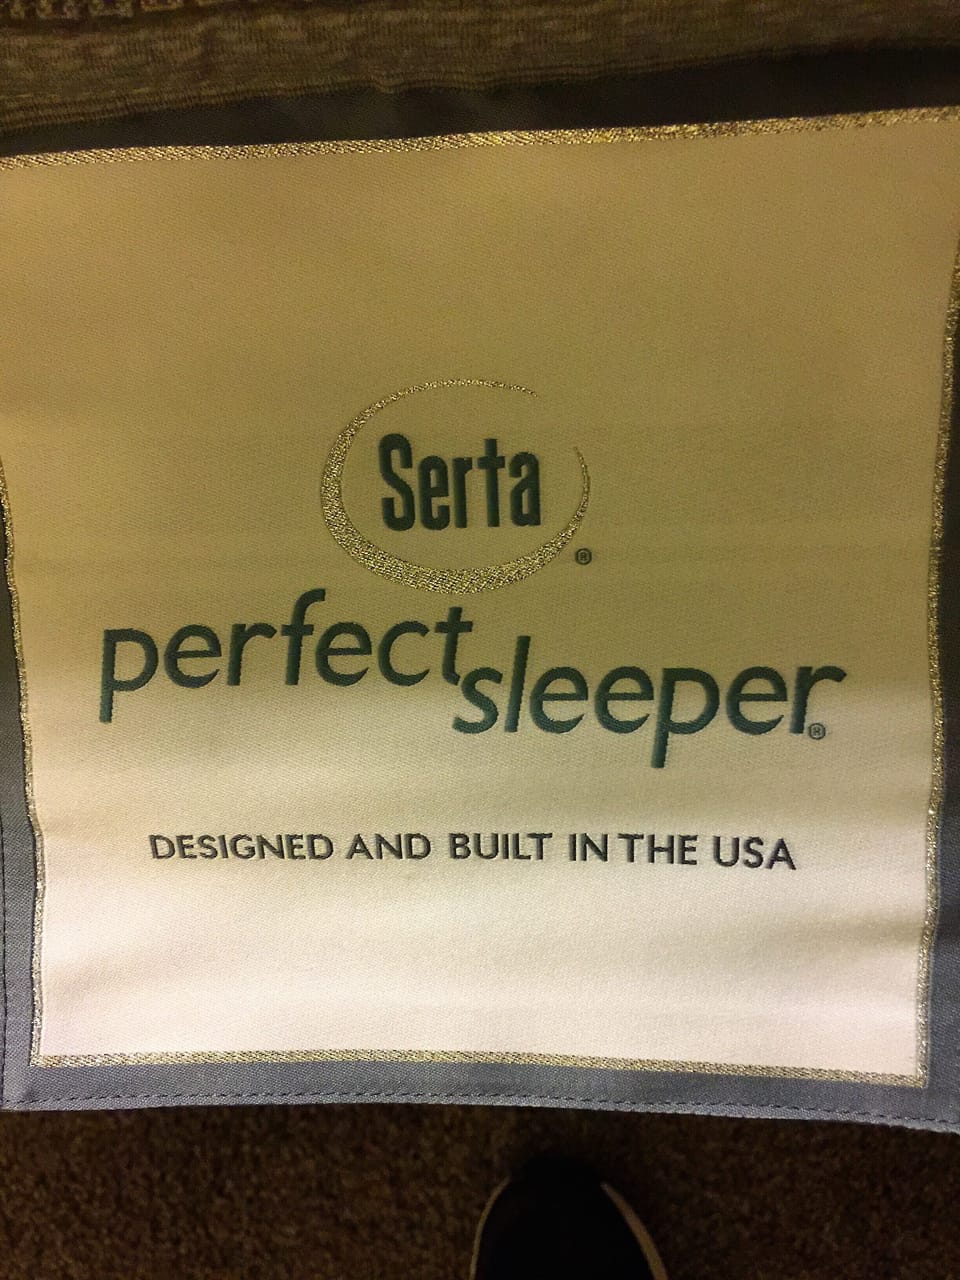 Serta®
perfect sleeper®
DESIGNED AND BUILT IN THE USA